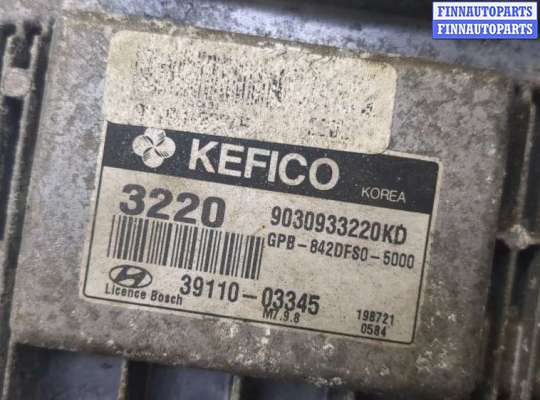 FINNAUTOPARTS
FINNAUTOPARTS
KEFICO
KOREA
3220
9030933220KD
GPB-842DFS0-5000
39110-03345
Licence Bosch
M7.9.8
198721
0584